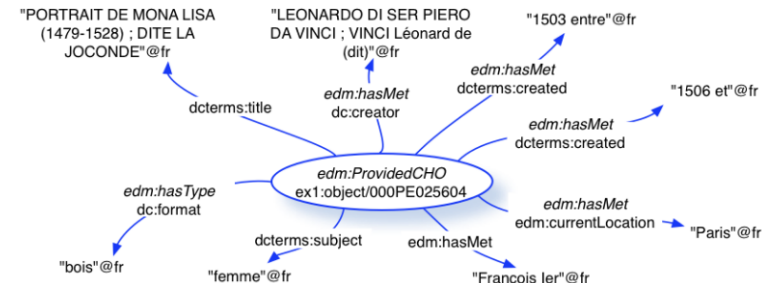 "PORTRAIT DE MONA LISA
(1479-1528) ; DITE LA
JOCONDE"@fr
"LEONARDO DI SER PIERO
DA VINCI ; VINCI Léonard de
(dit)"@fr
"1503 entre"@fr
"1506 et"@fr
dcterms:title
edm:hasMet
dc:creator
edm:hasMet
dcterms:created
edm:hasMet
dcterms:created
edm:ProvidedCHO
ex1:object/000PE025604
edm:hasType
dc:format
edm:hasMet
edm:currentLocation
"Paris"@fr
dcterms:subject
edm:hasMet
"bois"@fr
"femme"@fr
"François Ier"@fr